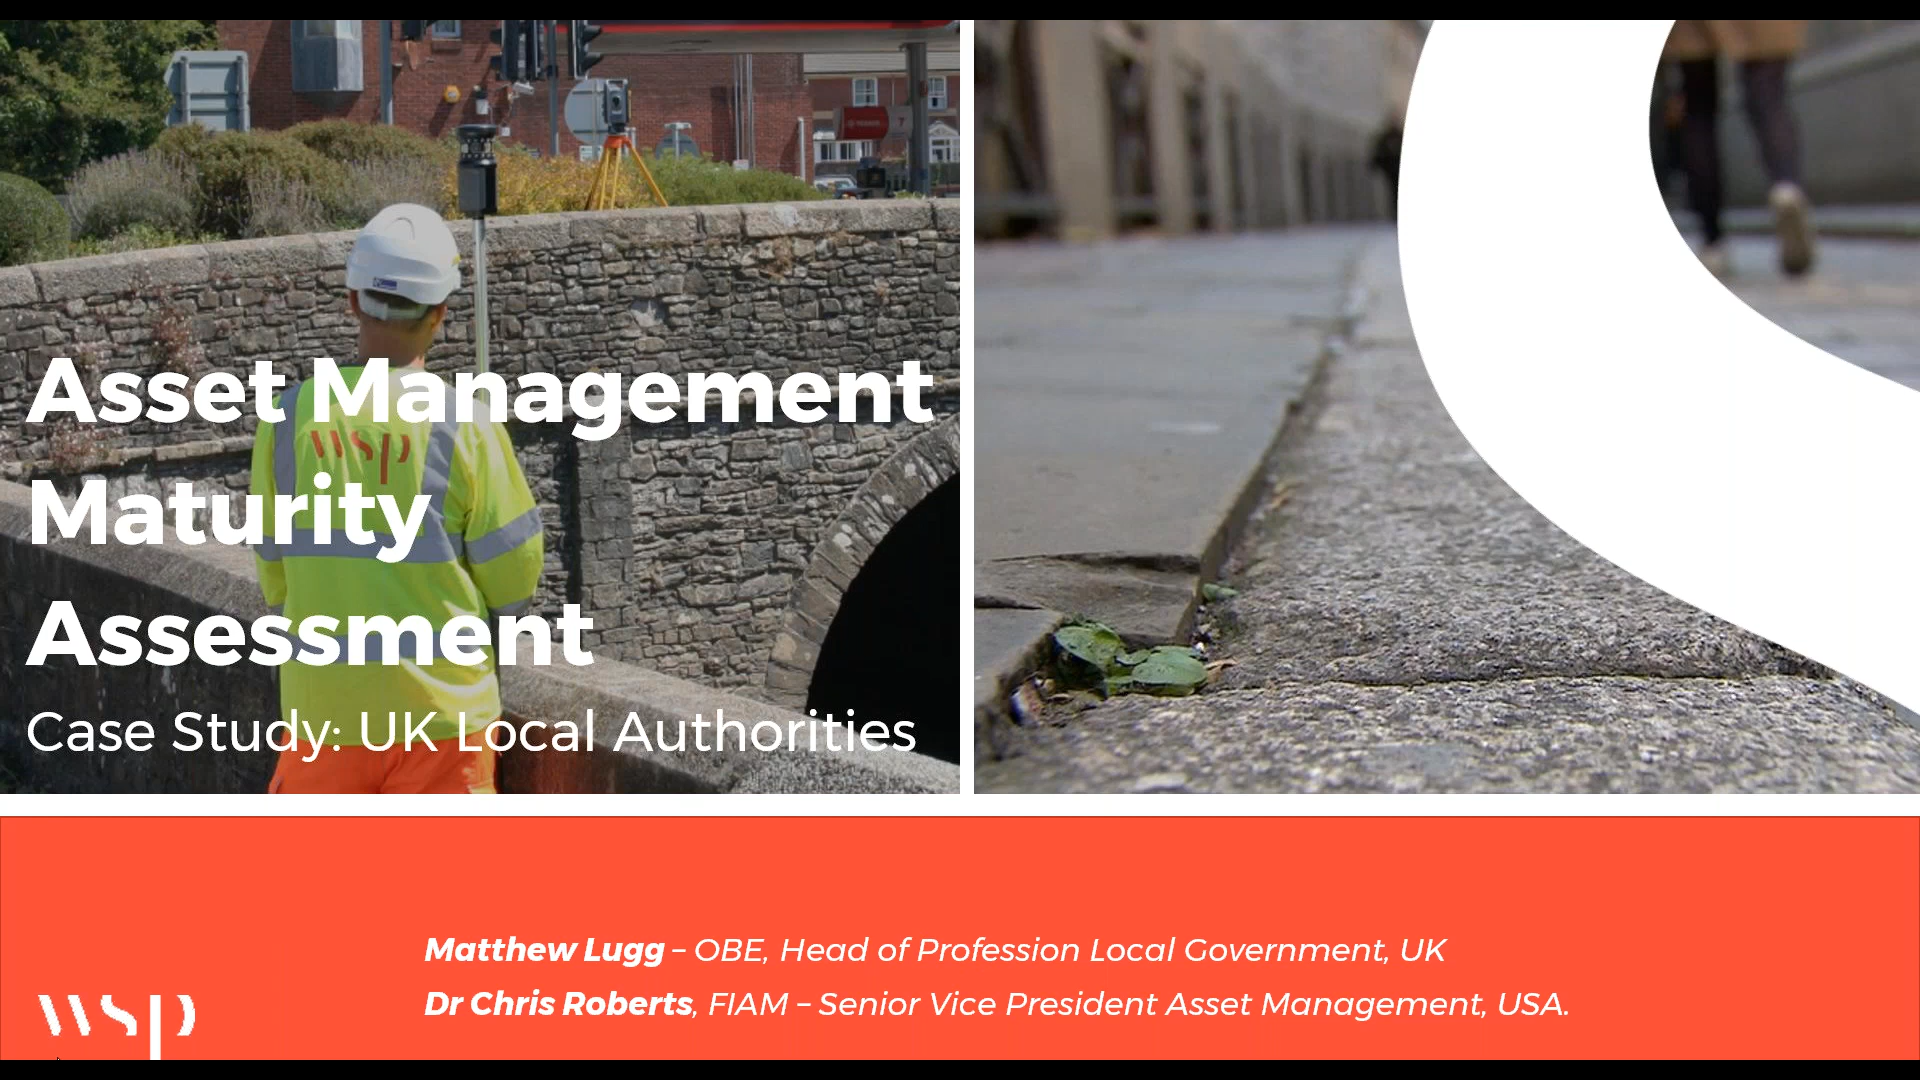 Asset Management
Maturity
Assessment
Case Study: UK Local Authorities
wsp
Matthew Lugg – OBE, Head of Profession Local Government, UK
Dr Chris Roberts, FIAM – Senior Vice President Asset Management, USA.
wsp